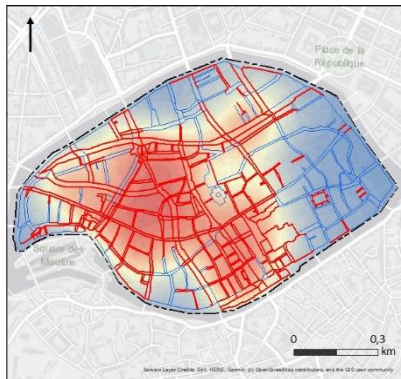 Place de la
République
Square des
Moulins
0 0,3
km
Service Layer Credits: Esri, HERE, Garmin, (c) OpenStreetMap contributors, and the GIS user community